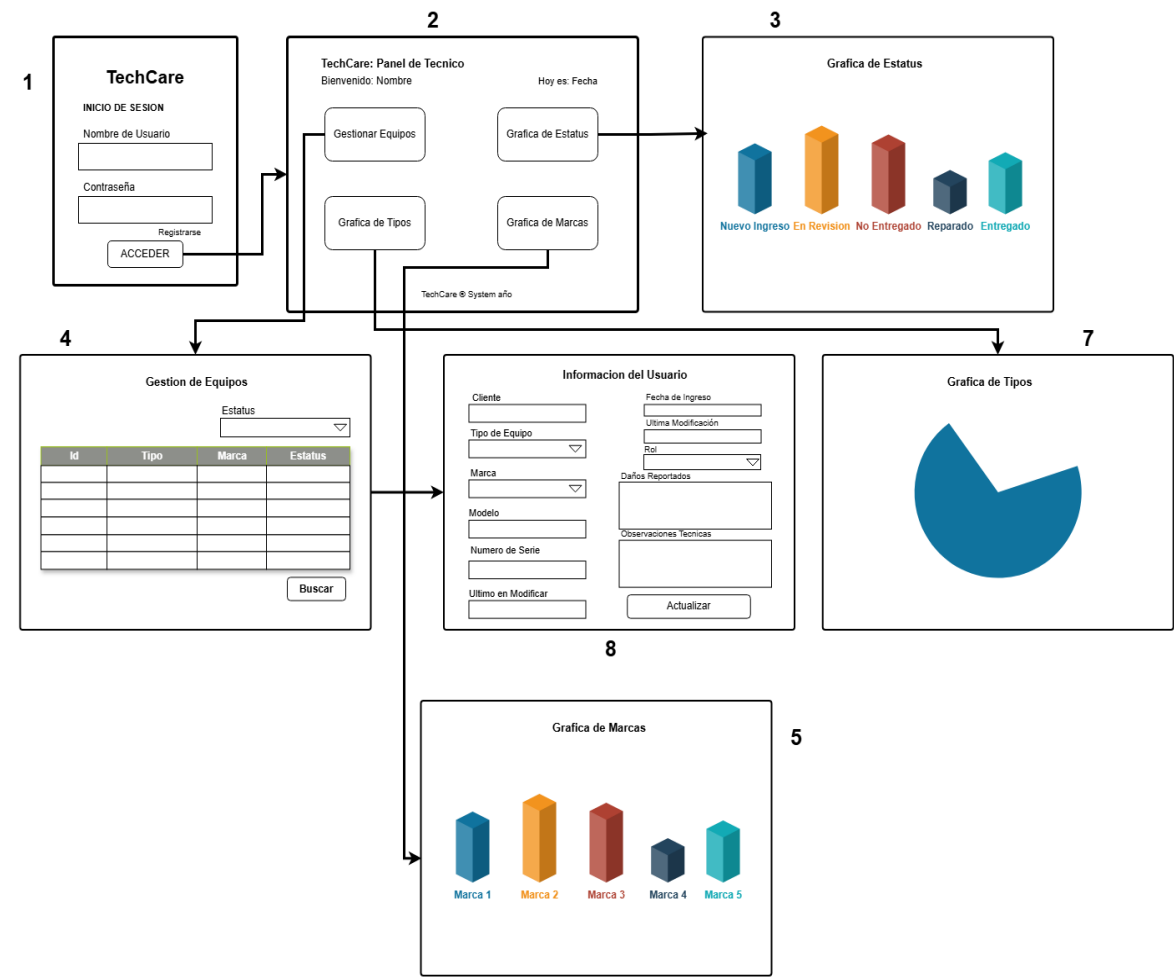 1
TechCare
INICIO DE SESION
Nombre de Usuario
Contraseña
Registrarse
ACCEDER
2
TechCare: Panel de Tecnico
Bienvenido: Nombre
Hoy es: Fecha
Gestionar Equipos
Grafica de Estatus
Grafica de Tipos
Grafica de Marcas
TechCare ® System año
3
Grafica de Estatus
Nuevo Ingreso En Revision No Entregado Reparado Entregado
4
Gestion de Equipos
Estatus
Id Tipo Marca Estatus
Buscar
Informacion del Usuario
Cliente
Tipo de Equipo
Marca
Modelo
Numero de Serie
Ultimo en Modificar
Fecha de Ingreso
Ultima Modificación
Rol
Daños Reportados
Observaciones Tecnicas
Actualizar
8
7
Grafica de Tipos
5
Grafica de Marcas
Marca 1 Marca 2 Marca 3 Marca 4 Marca 5